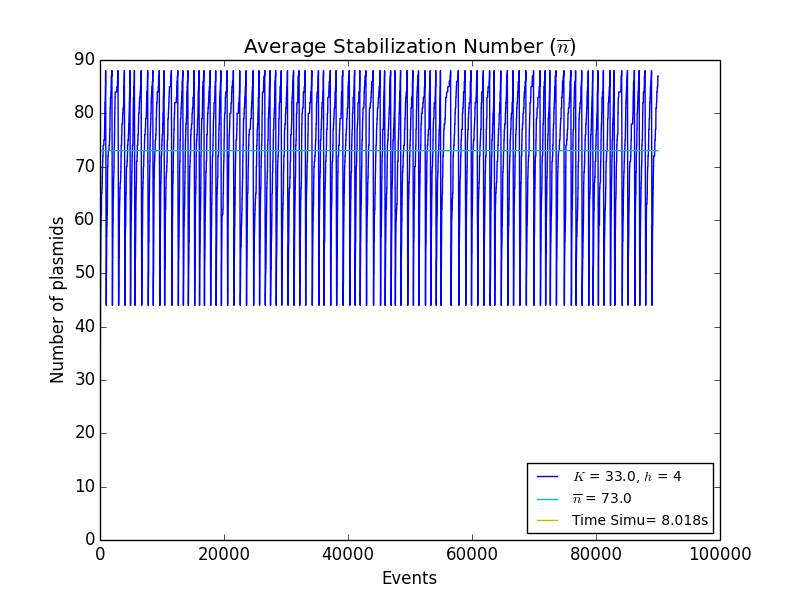 Average Stabilization Number (n̅)
90
80
70
60
50
40
30
20
10
0
Number of plasmids
0 20000 40000 60000 80000 100000
Events
K = 33.0, h = 4
n̅ = 73.0
Time Simu= 8.018s